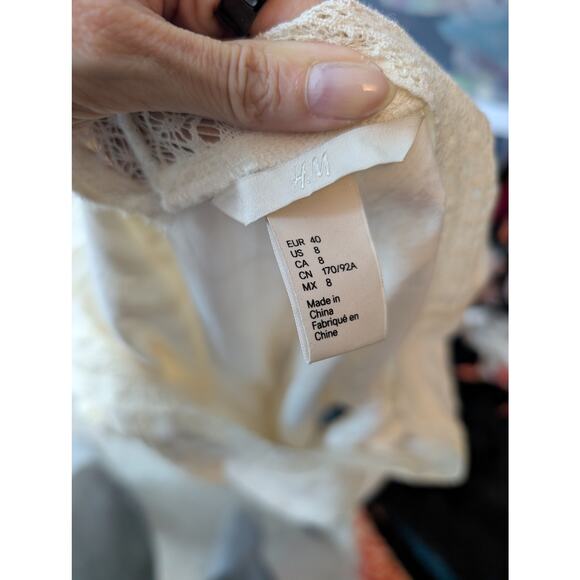 H&M
EUR 40
US 8
CA 8
CN 170/92A
MX 8
Made in
China
Fabriqué en
Chine